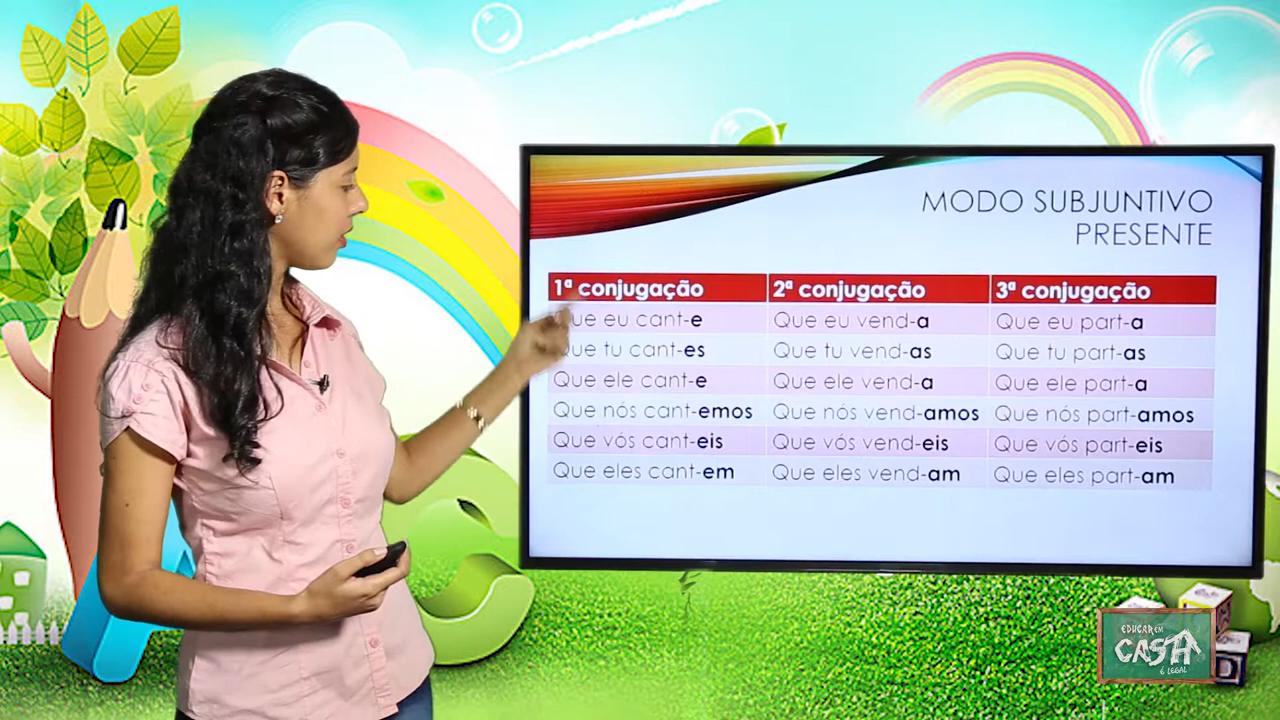 MODO SUBJUNTIVO
PRESENTE
1ª conjugação 2ª conjugação 3ª conjugação
Que eu cant-e Que eu vend-a Que eu part-a
Que tu cant-es Que tu vend-as Que tu part-as
Que ele cant-e Que ele vend-a Que ele part-a
Que nós cant-emos Que nós vend-amos Que nós part-amos
Que vós cant-eis Que vós vend-eis Que vós part-eis
Que eles cant-em Que eles vend-am Que eles part-am
EDUCAR EM
CASA
É LEGAL